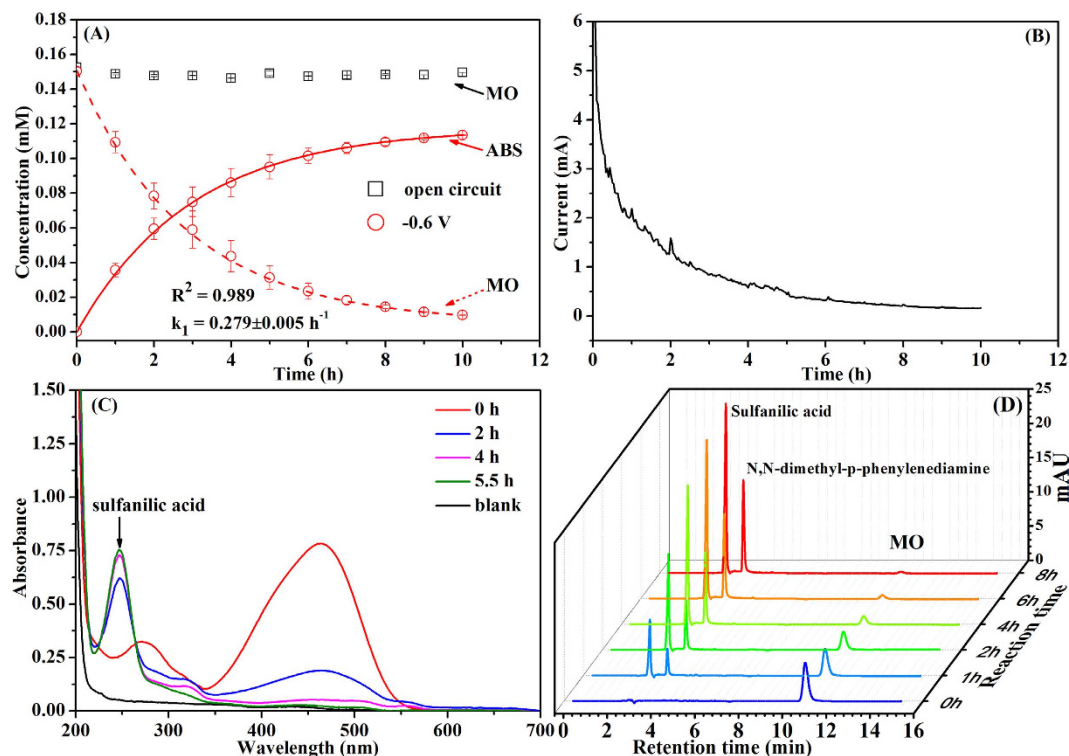 (A)
0.18
0.16
0.14
0.12
0.10
0.08
0.06
0.04
0.02
0.00
Concentration (mM)
MO
ABS
open circuit
-0.6 V
MO
R² = 0.989
k₁ = 0.279±0.005 h⁻¹
0 2 4 6 8 10 12
Time (h)
(B)
6
5
4
3
2
1
0
Current (mA)
0 2 4 6 8 10 12
Time (h)
(C)
1.50
1.25
1.00
0.75
0.50
0.25
0.00
Absorbance
0 h
2 h
4 h
5.5 h
blank
sulfanilic acid
200 300 400 500 600 700
Wavelength (nm)
(D)
Sulfanilic acid
N,N-dimethyl-p-phenylenediamine
MO
25
20
15
10
5
0
mAU
8h
6h
4h
2h
1h
0h
Reaction time
0 2 4 6 8 10 12 14 16
Retention time (min)